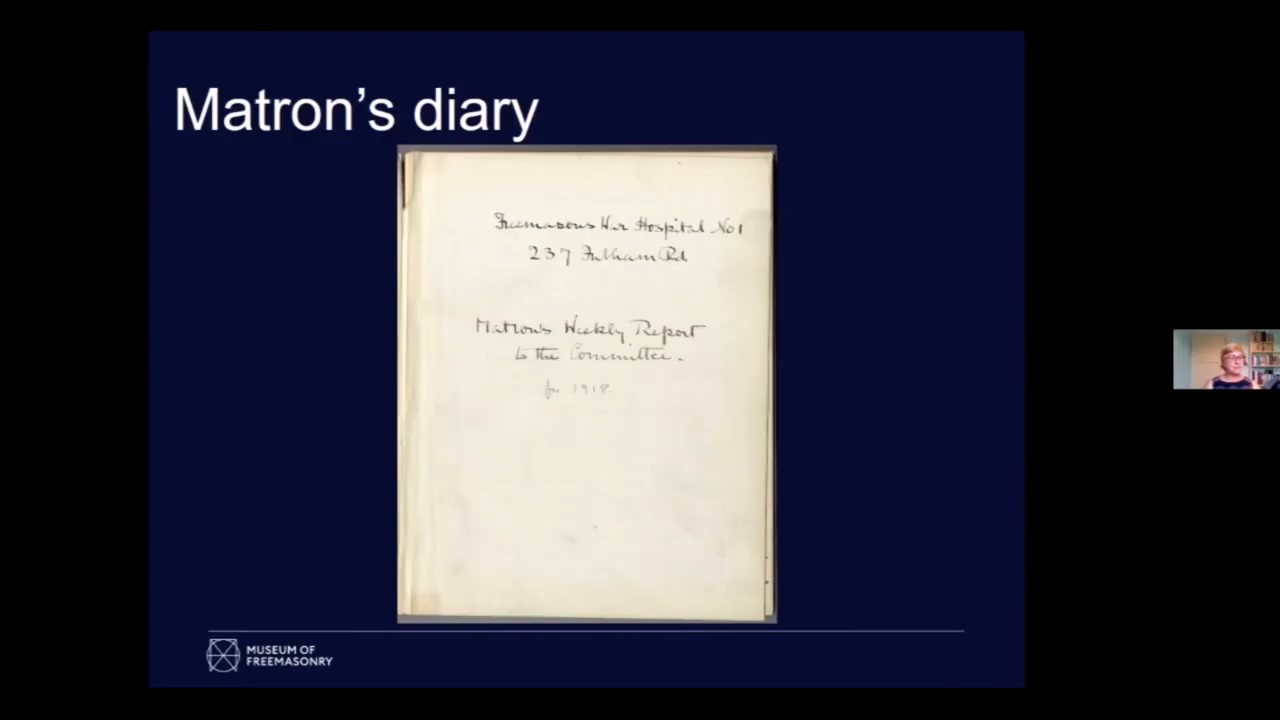 Matron's diary
Freemasons War Hospital No 1
237 Fulham Rd
Matron's Weekly Report
to the Committee.
for 1918.
MUSEUM OF
FREEMASONRY